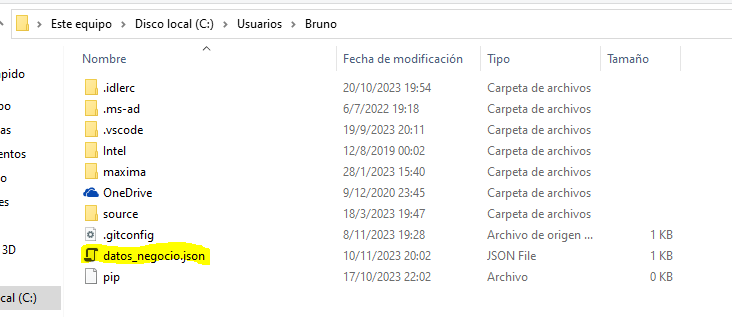 Este equipo > Disco local (C:) > Usuarios > Bruno
Nombre Fecha de modificación Tipo Tamaño
.idlerc 20/10/2023 19:54 Carpeta de archivos
ápido
.ms-ad 6/7/2022 19:18 Carpeta de archivos
po
.vscode 19/9/2023 20:11 Carpeta de archivos
as
Intel 12/8/2019 00:02 Carpeta de archivos
entos
maxima 28/1/2023 15:40 Carpeta de archivos
o
OneDrive 9/12/2020 23:45 Carpeta de archivos
es
source 18/3/2023 19:47 Carpeta de archivos
.gitconfig 8/11/2023 19:28 Archivo de origen ... 1 KB
3D
datos_negocio.json 10/11/2023 20:02 JSON File 1 KB
pip 17/10/2023 22:02 Archivo 0 KB
cal (C:)